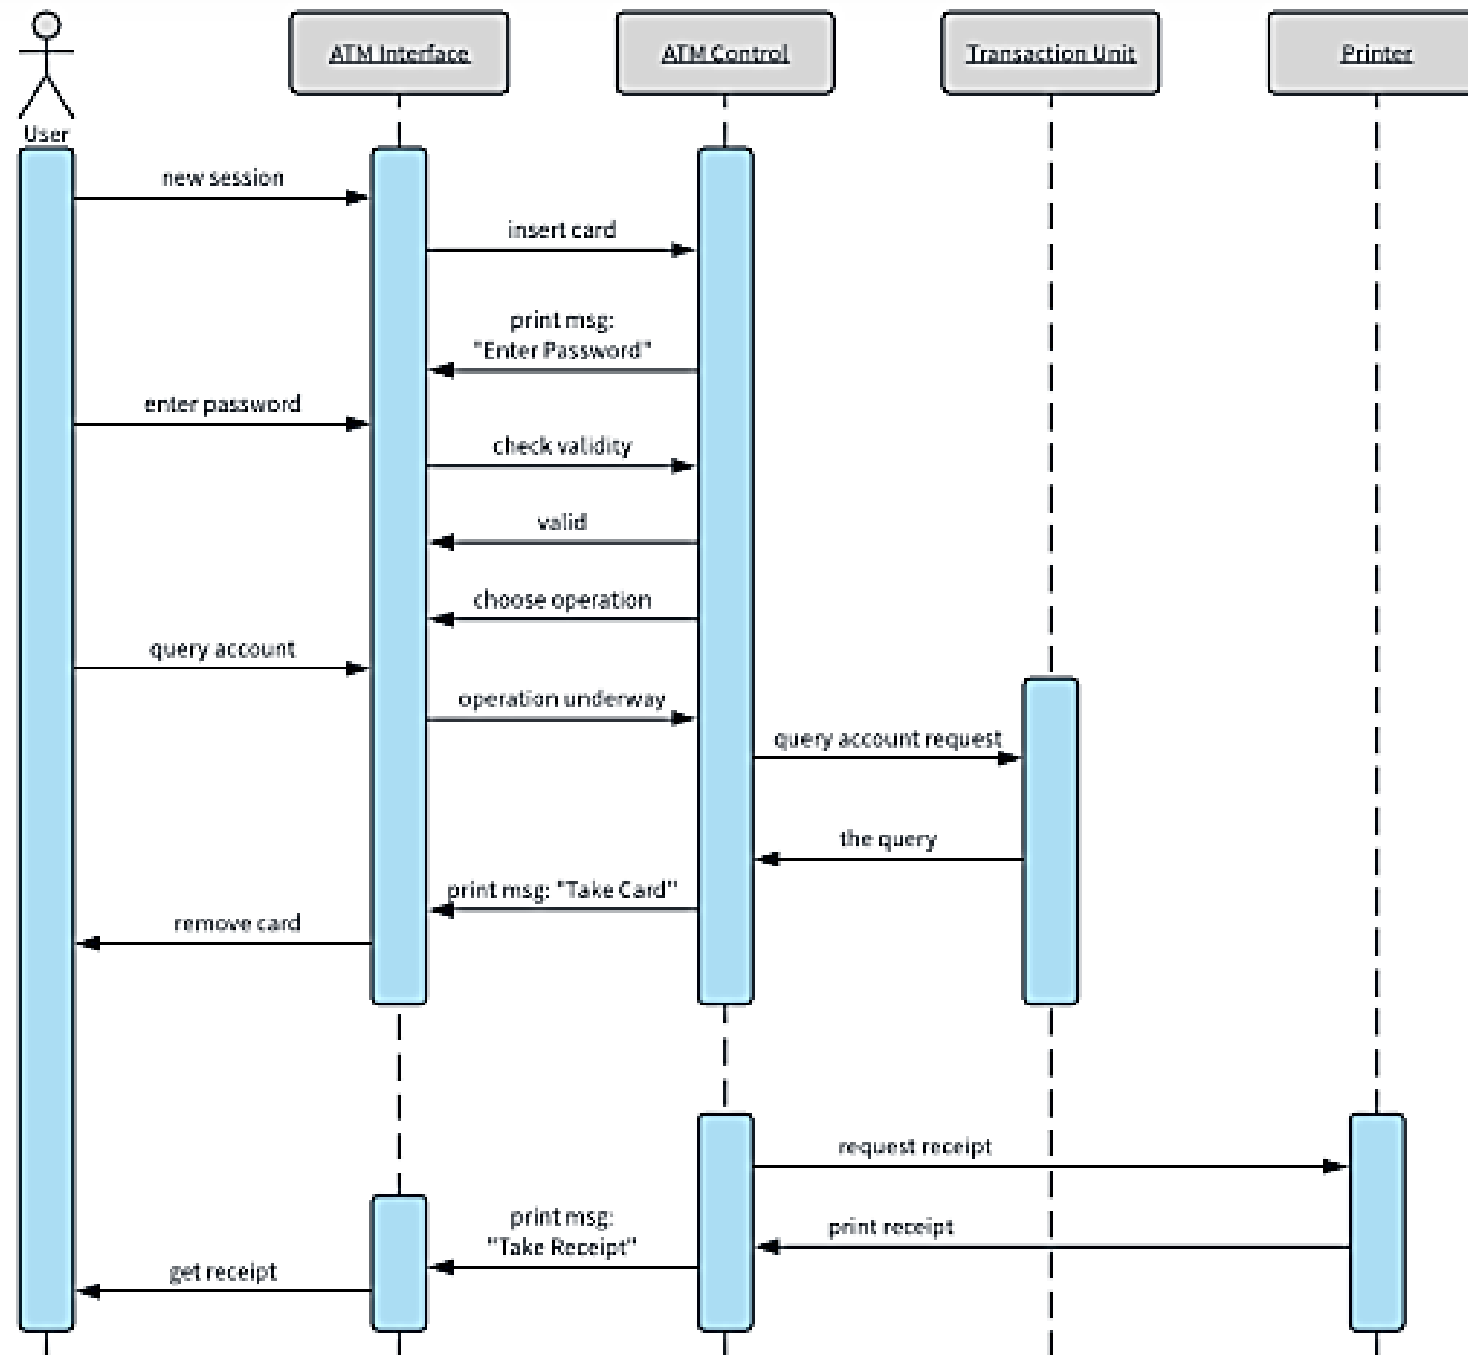 ATM Interface
ATM Control
Transaction Unit
Printer
User
new session
insert card
print msg:
"Enter Password"
enter password
check validity
valid
choose operation
query account
operation underway
query account request
the query
print msg: "Take Card"
remove card
request receipt
print msg:
"Take Receipt"
print receipt
get receipt